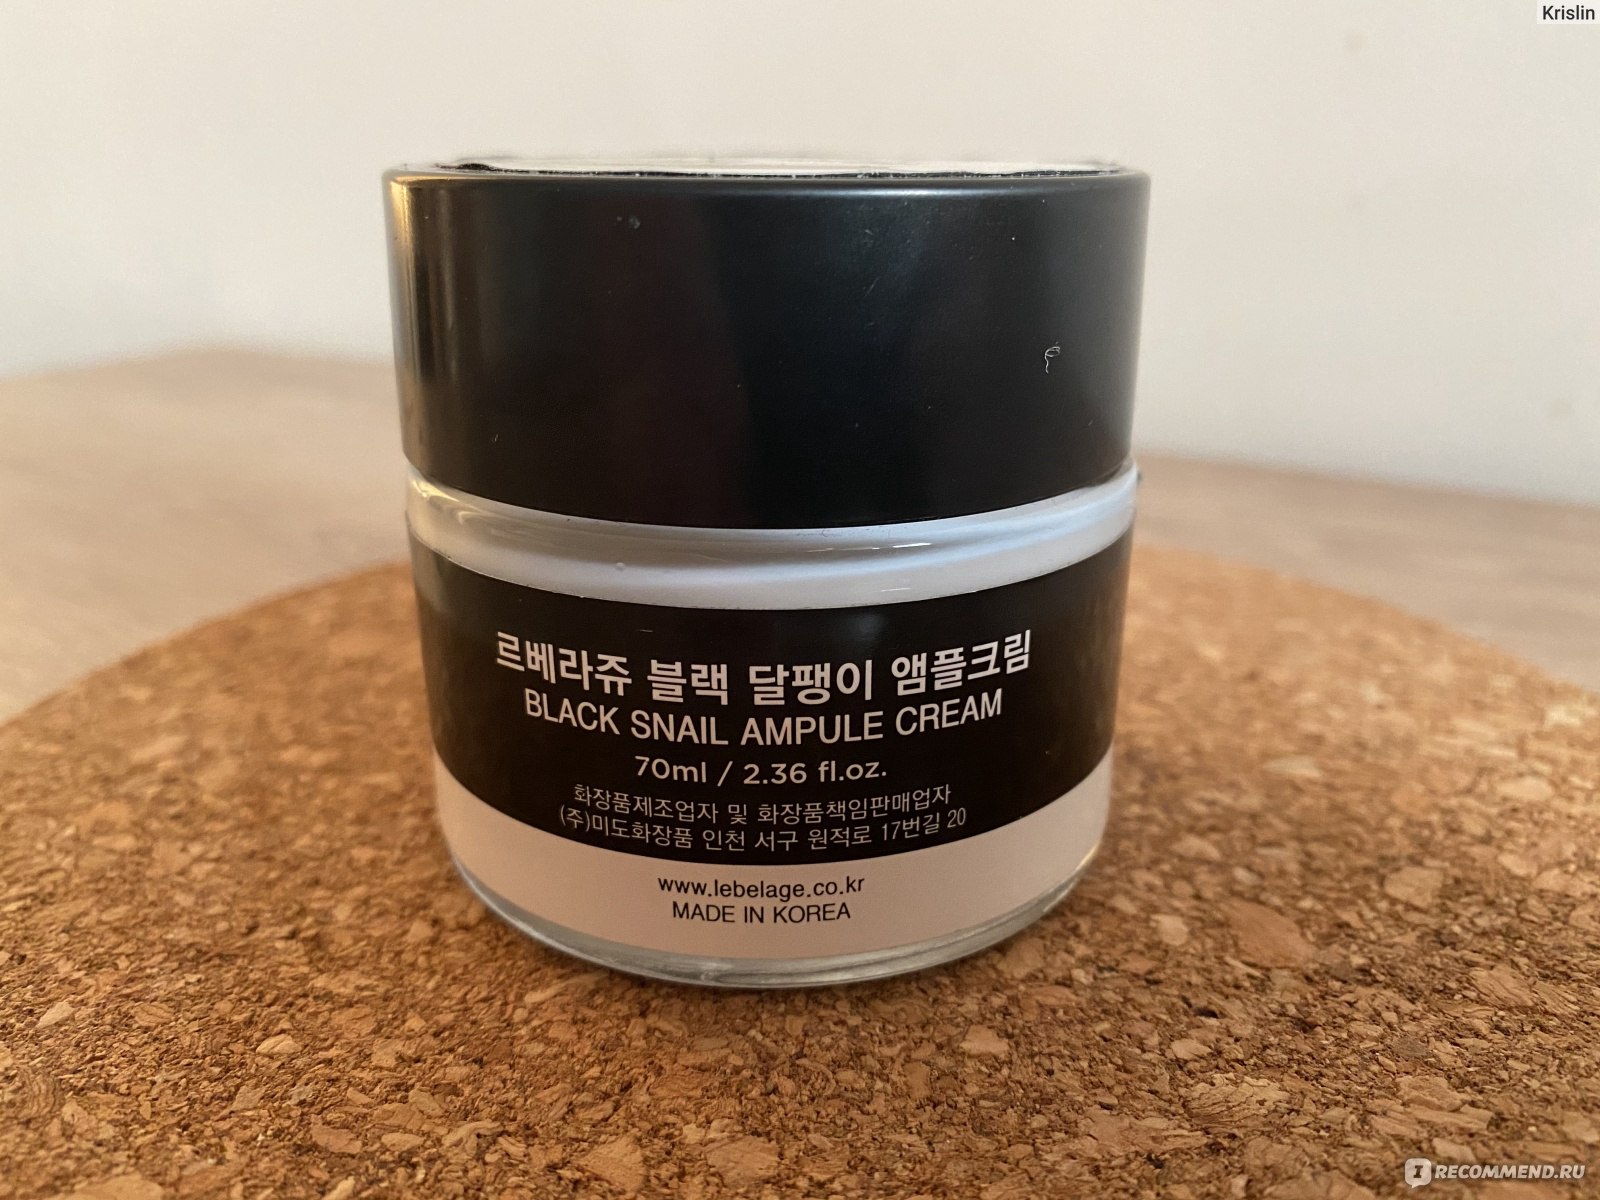 Krislin
르베라쥬 블랙 달팽이 앰플크림
BLACK SNAIL AMPULE CREAM
70ml / 2.36 fl.oz.
화장품제조업자 및 화장품책임판매업자
(주)미도화장품 인천 서구 원적로 17번길 20
www.lebelage.co.kr
MADE IN KOREA
IRECOMMEND.RU